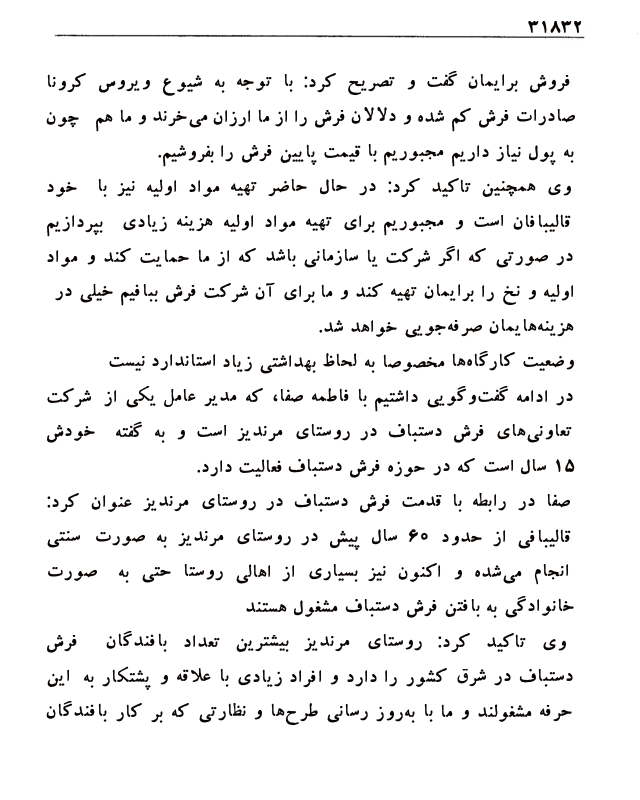 ۳۱۸۳۲
فروش برایمان گفت و تصریح کرد: با توجه به شیوع ویروس کرونا
صادرات فرش کم شده و دلالان فرش را از ما ارزان می‌خرند و ما هم چون
به پول نیاز داریم مجبوریم با قیمت پایین فرش را بفروشیم.
وی همچنین تاکید کرد: در حال حاضر تهیه مواد اولیه نیز با خود
قالیبافان است و مجبوریم برای تهیه مواد اولیه هزینه زیادی بپردازیم
در صورتی که اگر شرکت یا سازمانی باشد که از ما حمایت کند و مواد
اولیه و نخ را برایمان تهیه کند و ما برای آن شرکت فرش ببافیم خیلی در
هزینه‌هایمان صرفه‌جویی خواهد شد.
وضعیت کارگاه‌ها مخصوصا به لحاظ بهداشتی زیاد استاندارد نیست
در ادامه گفت‌وگویی داشتیم با فاطمه صفا، که مدیر عامل یکی از شرکت
تعاونی‌های فرش دستباف در روستای مرندیز است و به گفته خودش
۱۵ سال است که در حوزه فرش دستباف فعالیت دارد.
صفا در رابطه با قدمت فرش دستباف در روستای مرندیز عنوان کرد:
قالیبافی از حدود ۶۰ سال پیش در روستای مرندیز به صورت سنتی
انجام می‌شده و اکنون نیز بسیاری از اهالی روستا حتی به صورت
خانوادگی به بافتن فرش دستباف مشغول هستند
وی تاکید کرد: روستای مرندیز بیشترین تعداد بافندگان فرش
دستباف در شرق کشور را دارد و افراد زیادی با علاقه و پشتکار به این
حرفه مشغولند و ما با به‌روز رسانی طرح‌ها و نظارتی که بر کار بافندگان